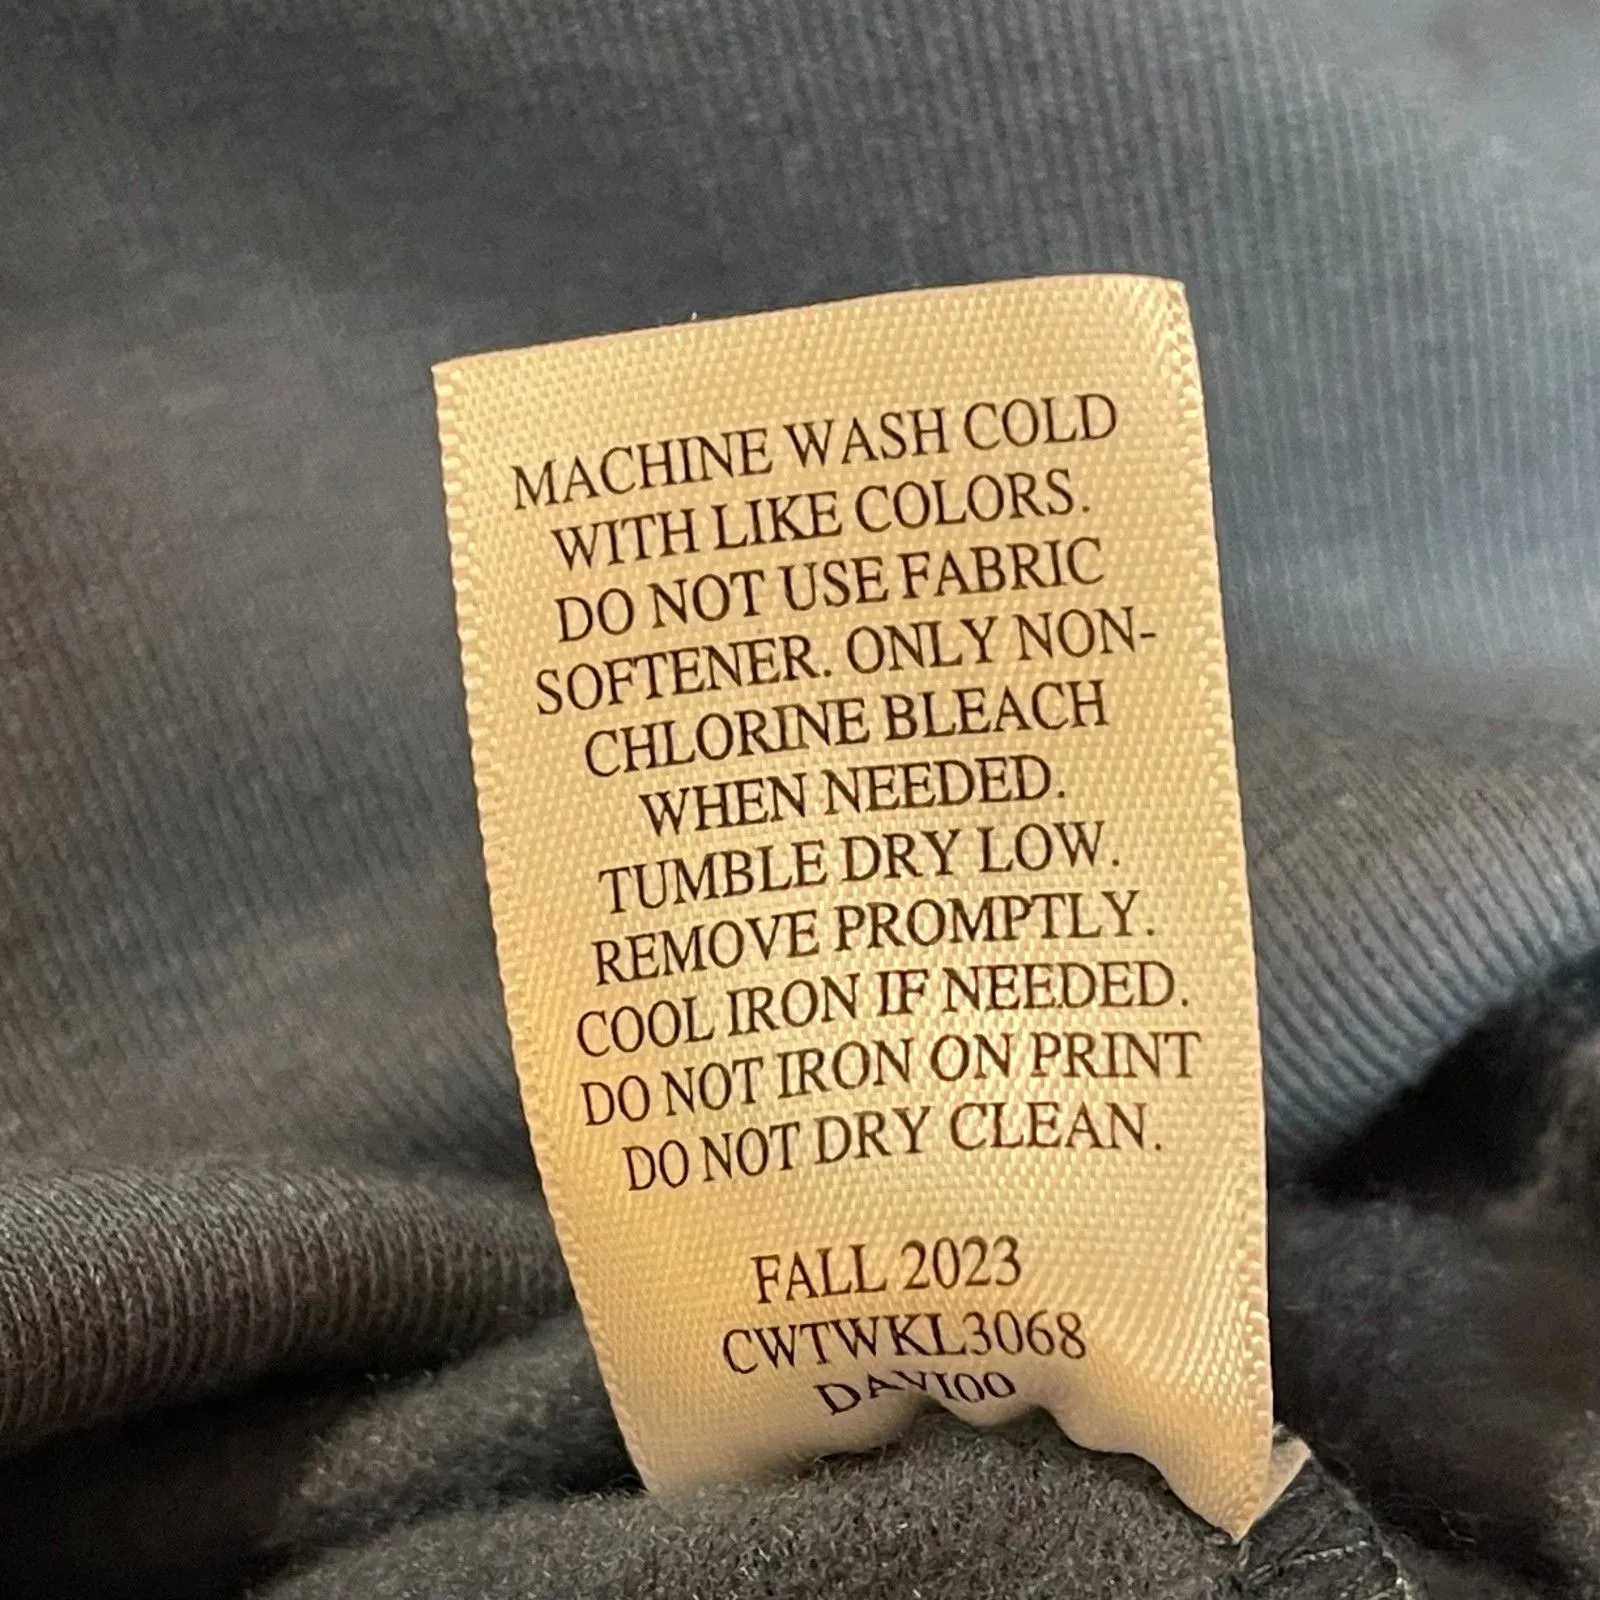 MACHINE WASH COLD
WITH LIKE COLORS.
DO NOT USE FABRIC
SOFTENER. ONLY NON-
CHLORINE BLEACH
WHEN NEEDED.
TUMBLE DRY LOW.
REMOVE PROMPTLY.
COOL IRON IF NEEDED.
DO NOT IRON ON PRINT
DO NOT DRY CLEAN.
FALL 2023
CWTWKL3068
DAVI00